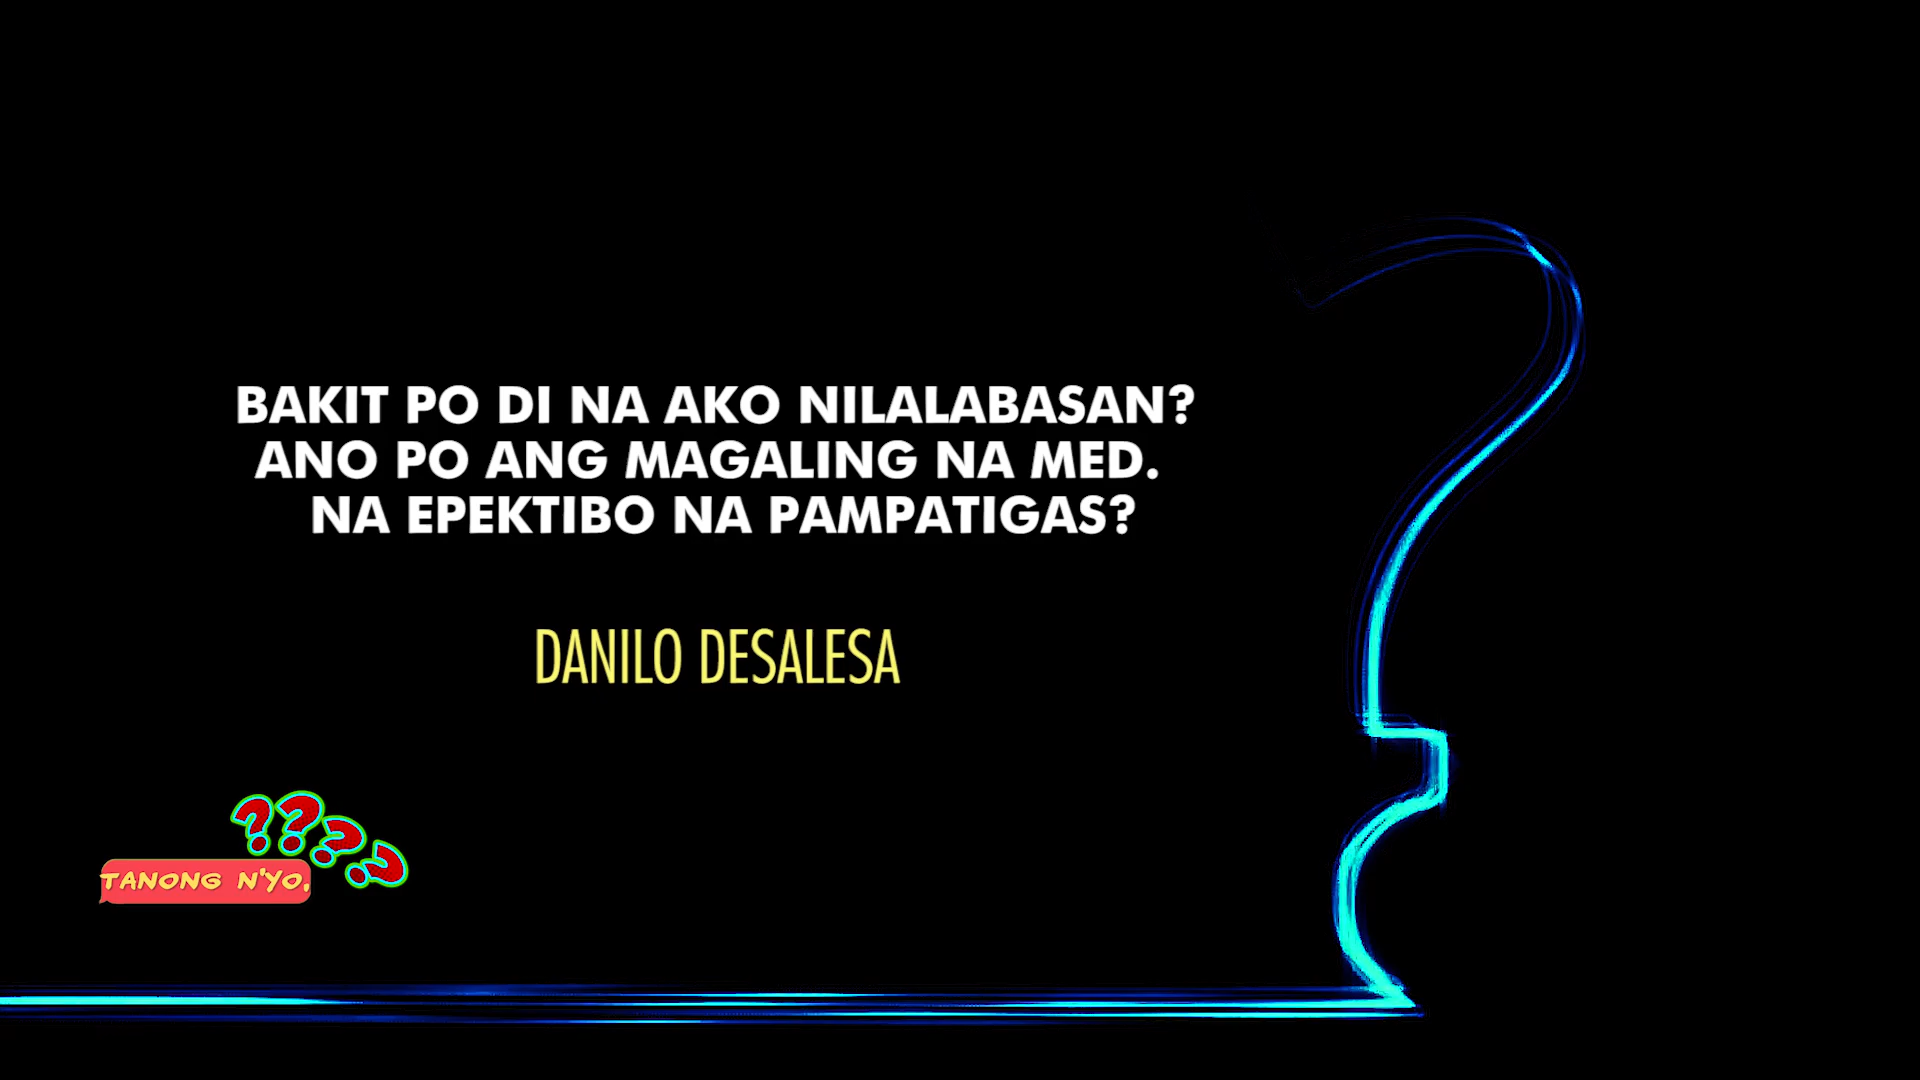 BAKIT PO DI NA AKO NILALABASAN?
ANO PO ANG MAGALING NA MED.
NA EPEKTIBO NA PAMPATIGAS?
DANILO DESALESA
????
TANONG N'YO,